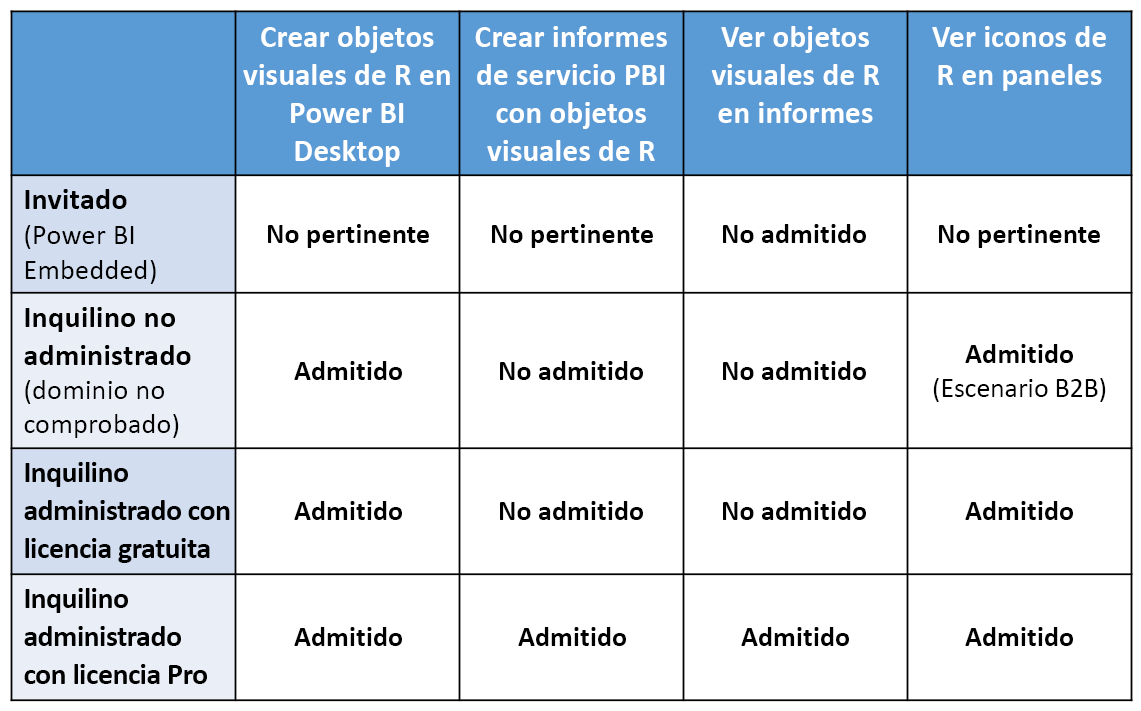 Crear objetos
visuales de R en
Power BI
Desktop
Crear informes
de servicio PBI
con objetos
visuales de R
Ver objetos
visuales de R
en informes
Ver iconos de
R en paneles
Invitado
(Power BI
Embedded)
No pertinente
No pertinente
No admitido
No pertinente
Inquilino no
administrado
(dominio no
comprobado)
Admitido
No admitido
No admitido
Admitido
(Escenario B2B)
Inquilino
administrado con
licencia gratuita
Admitido
No admitido
No admitido
Admitido
Inquilino
administrado
con licencia Pro
Admitido
Admitido
Admitido
Admitido